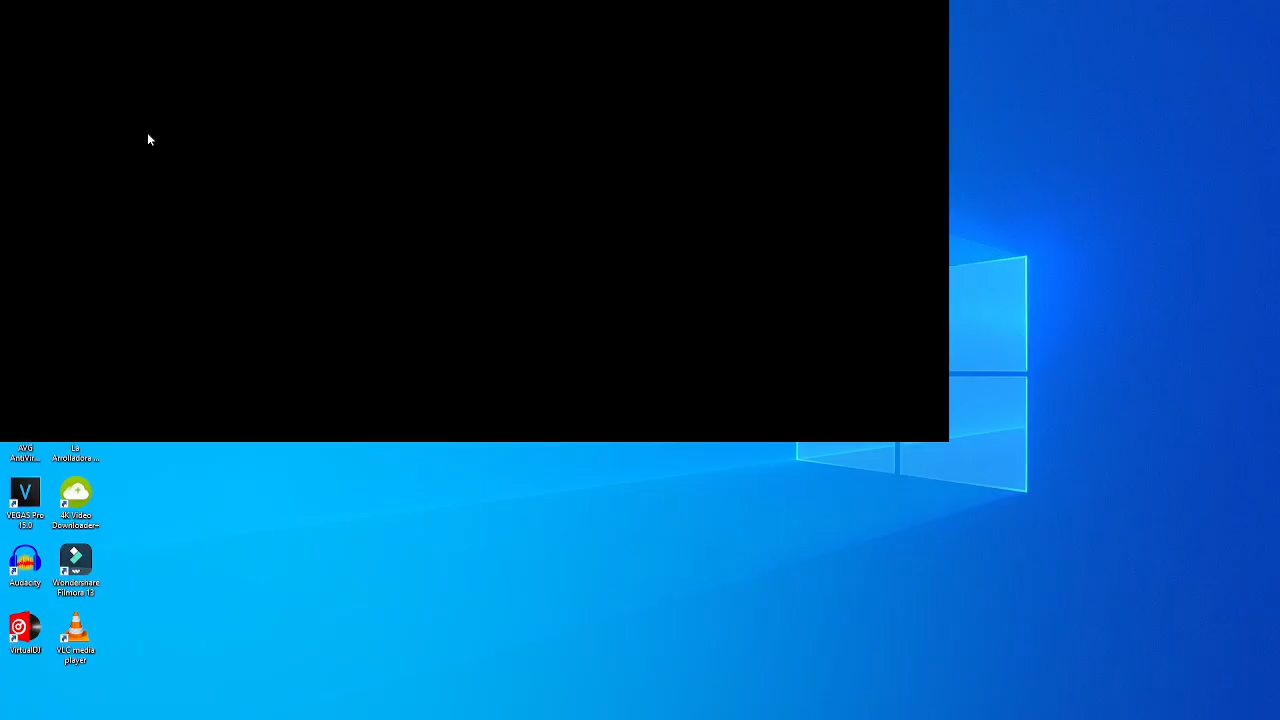 AVG
AntiVir...
La
Arrolladora ...
VEGAS Pro
15.0
4K Video
Downloader+
Audacity
Wondershare
Filmora 13
VirtualDJ
VLC media
player